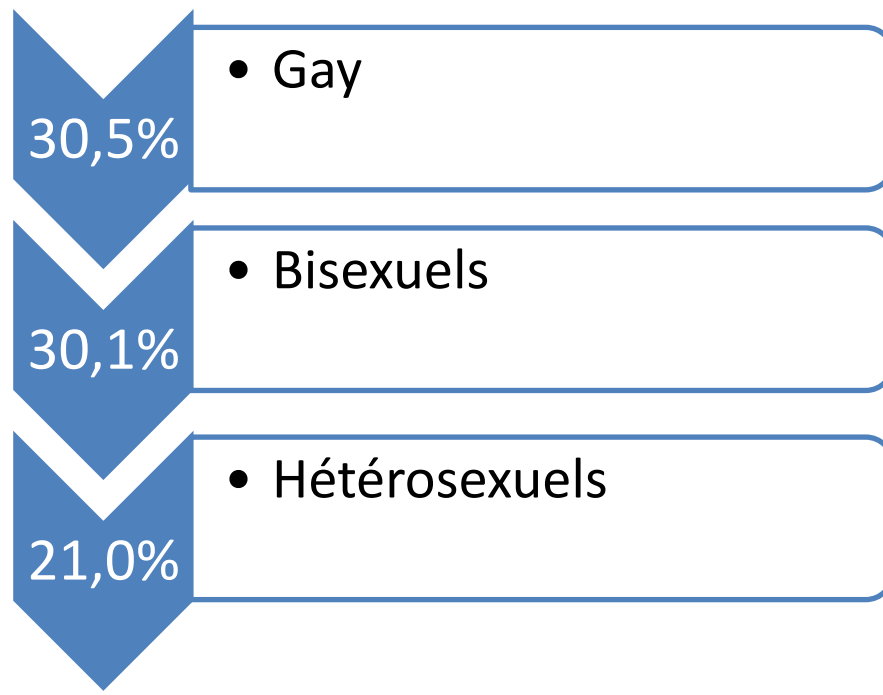 30,5%
• Gay
30,1%
• Bisexuels
21,0%
• Hétérosexuels